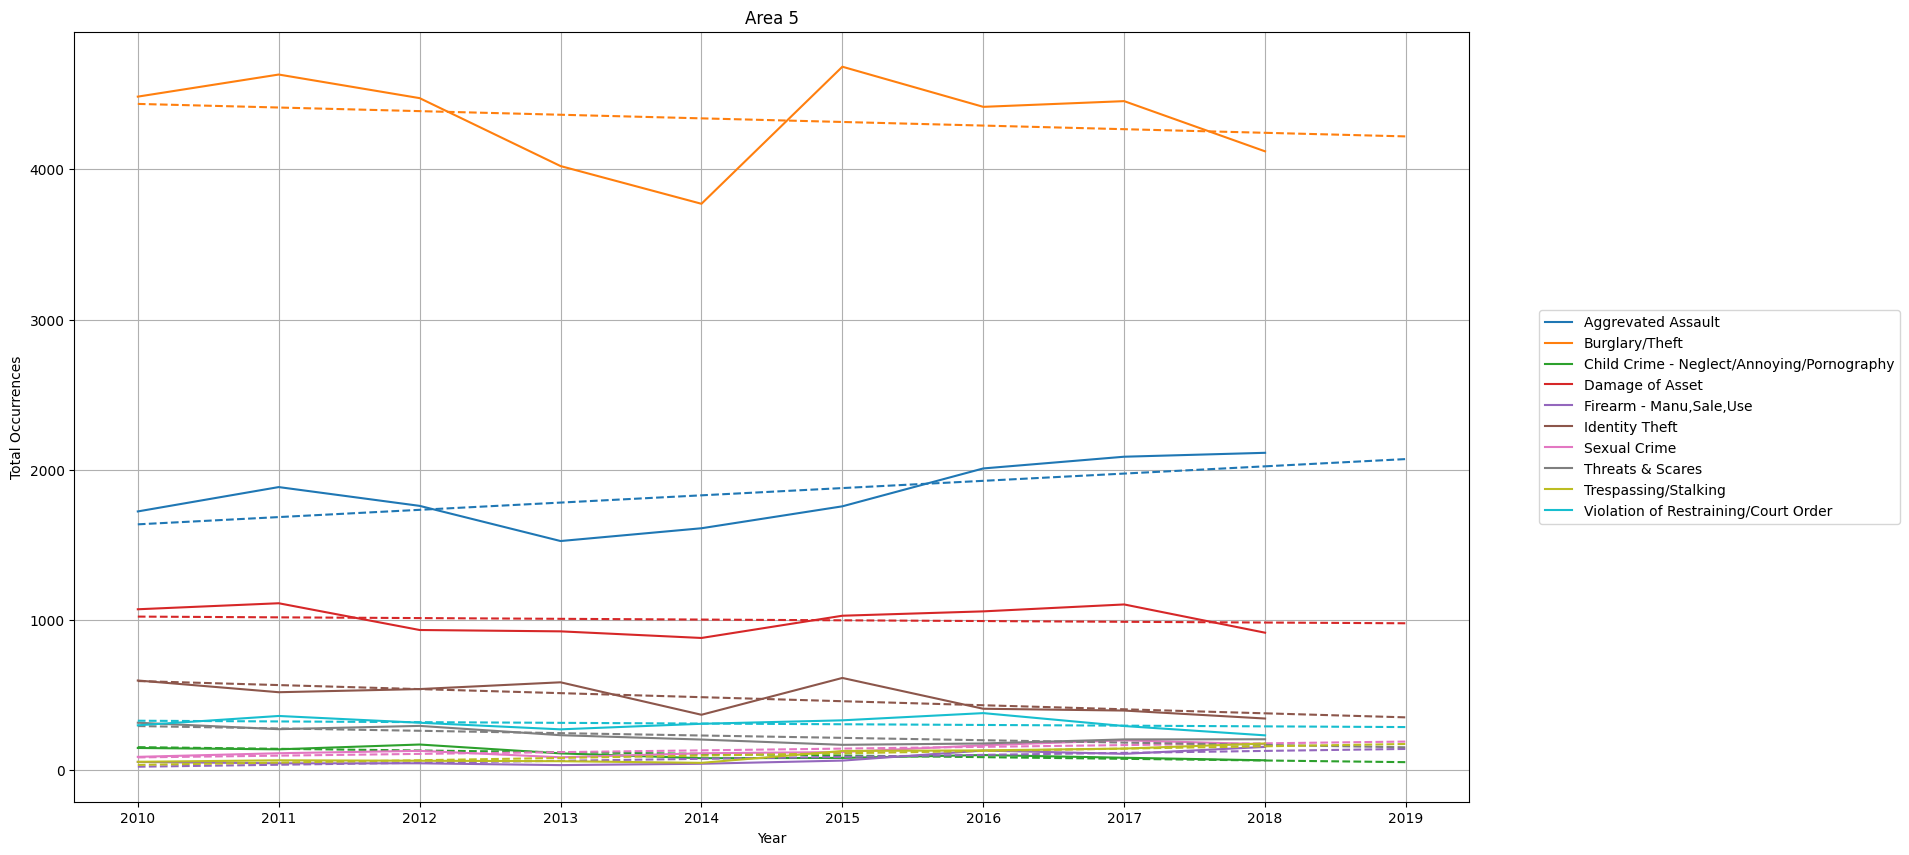 Area 5
Total Occurrences
4000
3000
2000
1000
0
2010 2011 2012 2013 2014 2015 2016 2017 2018 2019
Year
Aggrevated Assault
Burglary/Theft
Child Crime - Neglect/Annoying/Pornography
Damage of Asset
Firearm - Manu,Sale,Use
Identity Theft
Sexual Crime
Threats & Scares
Trespassing/Stalking
Violation of Restraining/Court Order